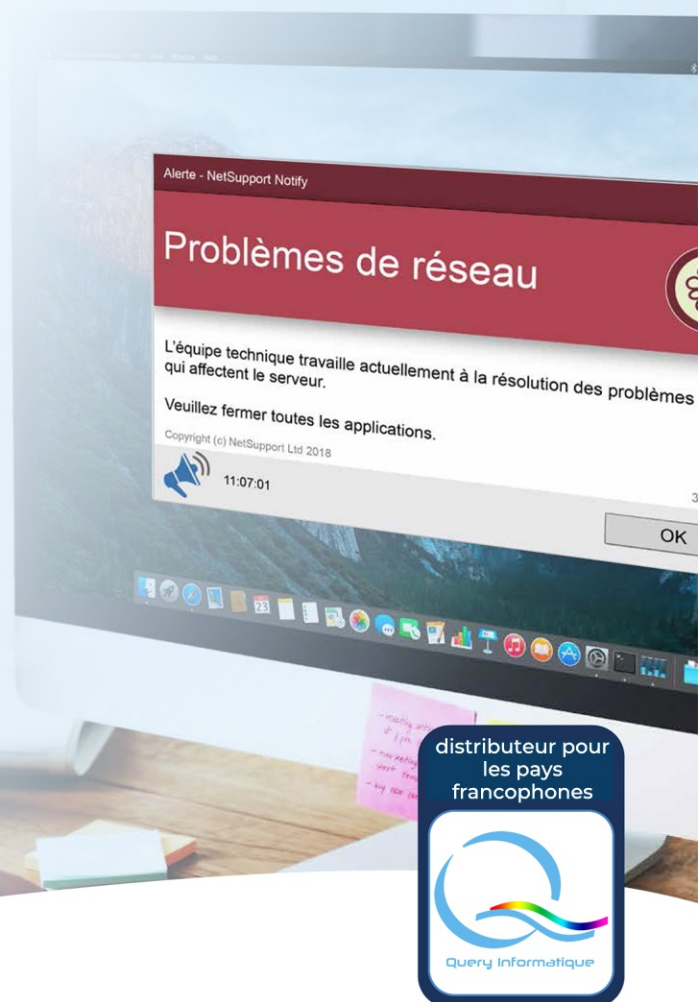 Alerte - NetSupport Notify
Problèmes de réseau
L'équipe technique travaille actuellement à la résolution des problèmes
qui affectent le serveur.
Veuillez fermer toutes les applications.
Copyright (c) NetSupport Ltd 2018
11:07:01
3
OK
23
distributeur pour
les pays
francophones
Query Informatique